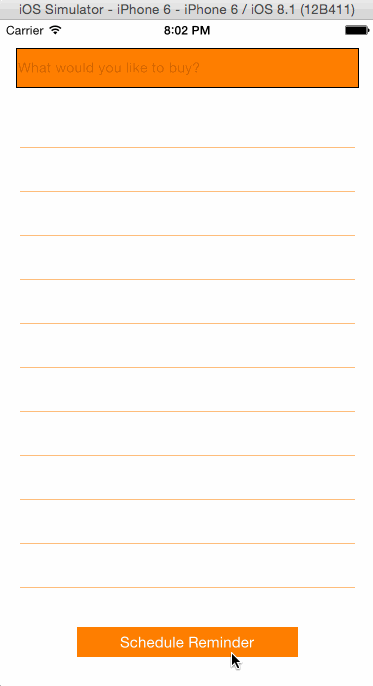 iOS Simulator - iPhone 6 - iPhone 6 / iOS 8.1 (12B411)
Carrier 8:02 PM
What would you like to buy?
Schedule Reminder